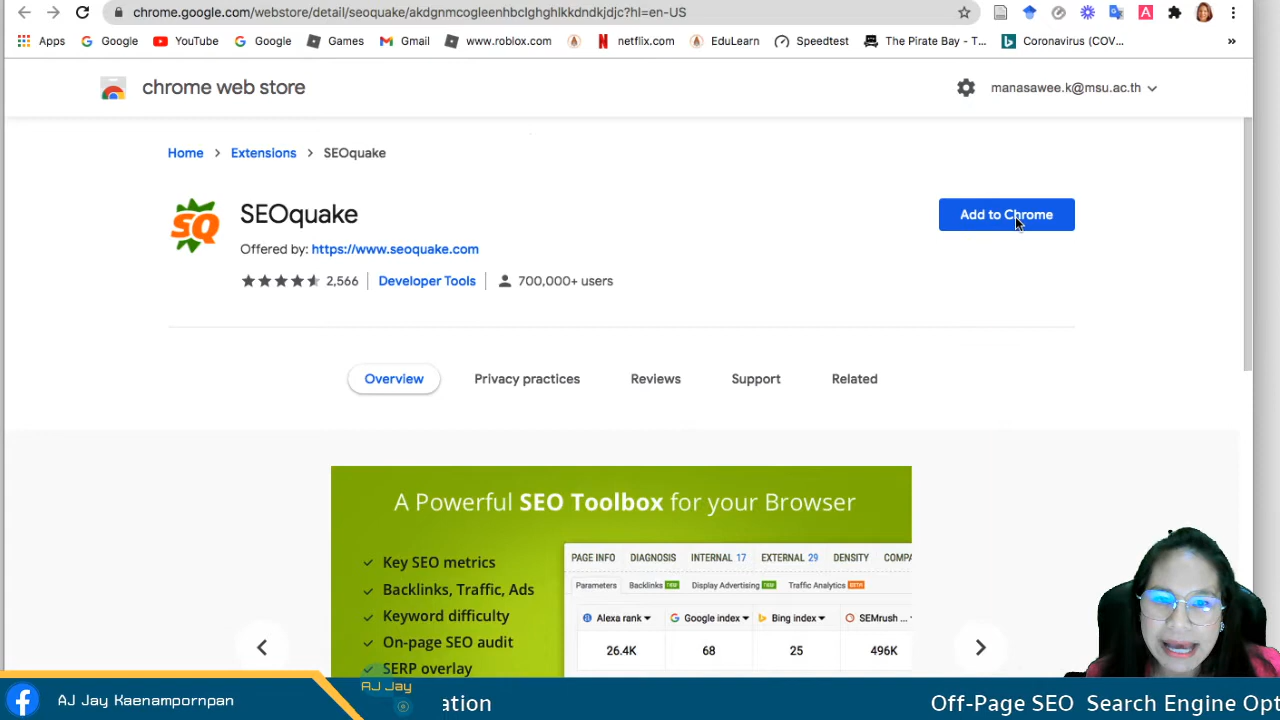 chrome.google.com/webstore/detail/seoquake/akdgnmcogleenhbclghghlkkdndkjdjc?hl=en-US
Apps Google YouTube Google Games Gmail www.roblox.com netflix.com EduLearn Speedtest The Pirate Bay - T... Coronavirus (COV... »
chrome web store manasawee.k@msu.ac.th
Home > Extensions > SEOquake
SQ
SEOquake
Add to Chrome
Offered by: https://www.seoquake.com
2,566 Developer Tools 700,000+ users
Overview Privacy practices Reviews Support Related
A Powerful SEO Toolbox for your Browser
Key SEO metrics
Backlinks, Traffic, Ads
Keyword difficulty
On-page SEO audit
SERP overlay
PAGE INFO DIAGNOSIS INTERNAL 17 EXTERNAL 29 DENSITY COMPA
Parameters Backlinks NEW Display Advertising NEW Traffic Analytics BETA
Alexa rank Google index Bing index SEMrush ...
26.4K 68 25 496K
AJ Jay Kaenampornpan
AJ Jay
ation Off-Page SEO Search Engine Opt